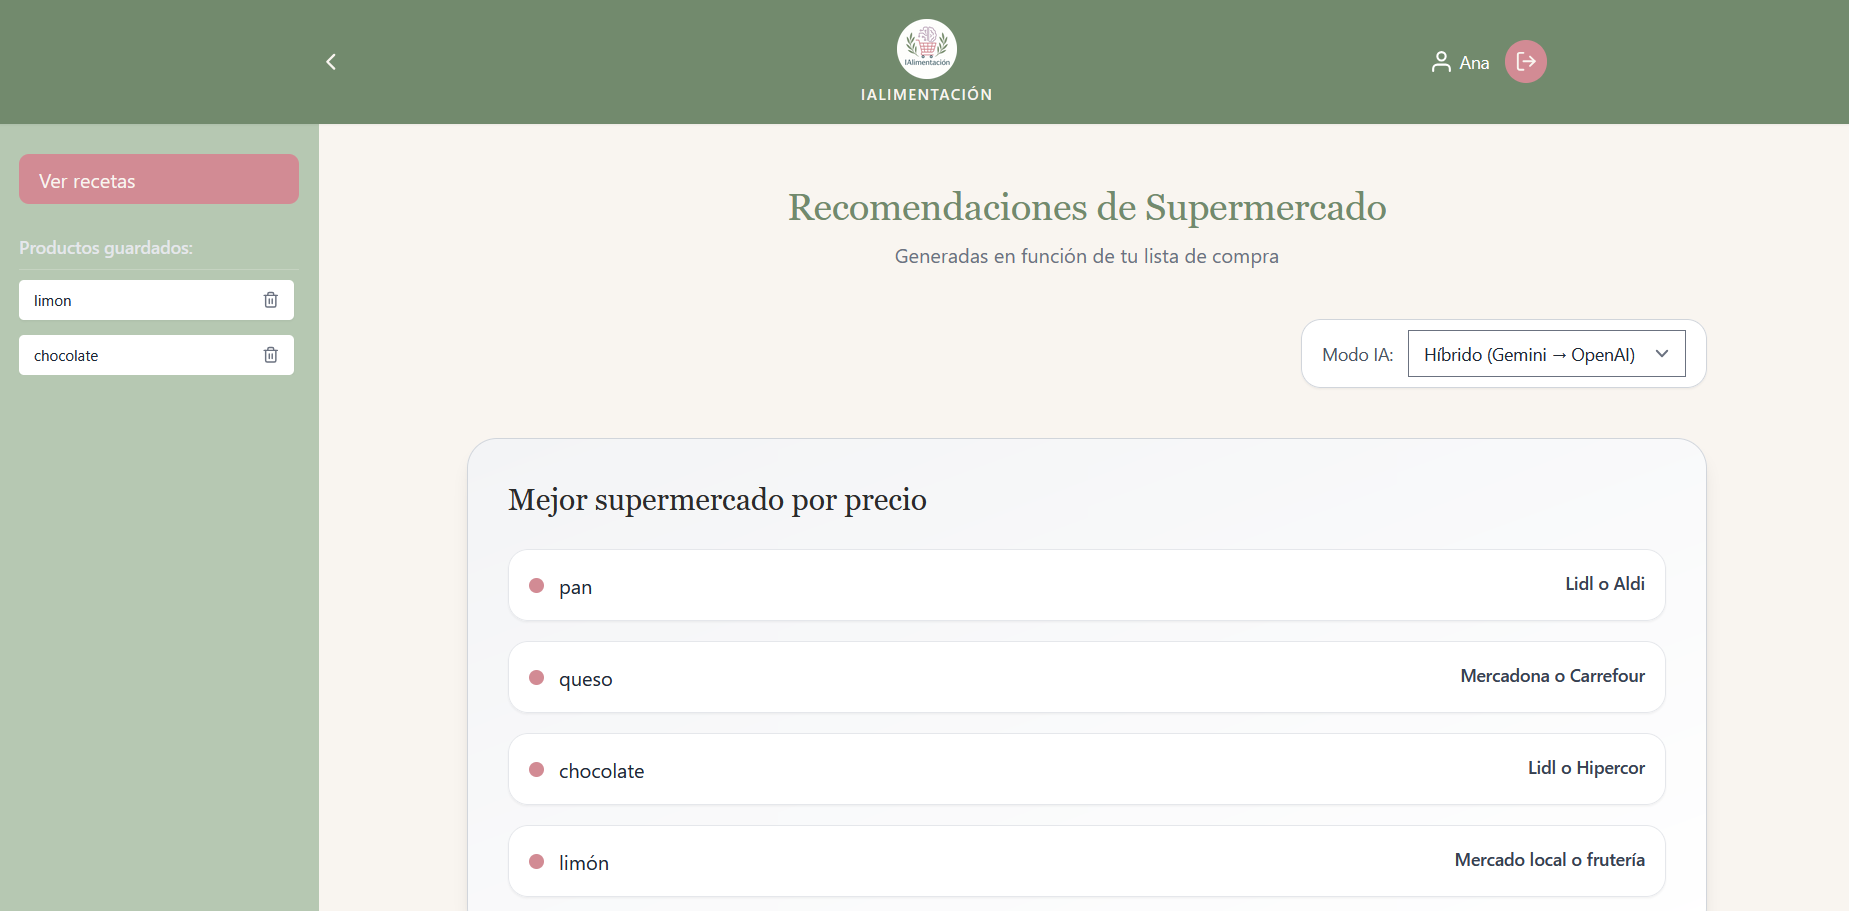 IAlimentación
IALIMENTACIÓN
Ana
Ver recetas
Productos guardados:
limon
chocolate
Recomendaciones de Supermercado
Generadas en función de tu lista de compra
Modo IA: Híbrido (Gemini → OpenAI)
Mejor supermercado por precio
pan Lidl o Aldi
queso Mercadona o Carrefour
chocolate Lidl o Hipercor
limón Mercado local o frutería